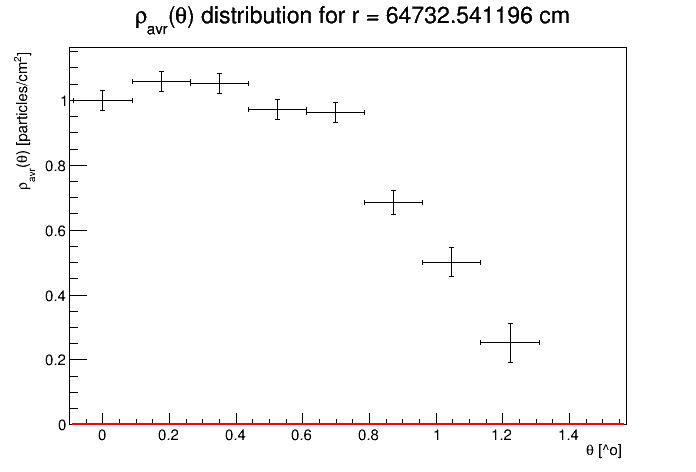 ρavr(θ) distribution for r = 64732.541196 cm
ρavr(θ) [particles/cm2]
1
0.8
0.6
0.4
0.2
0
0 0.2 0.4 0.6 0.8 1 1.2 1.4
θ [^o]